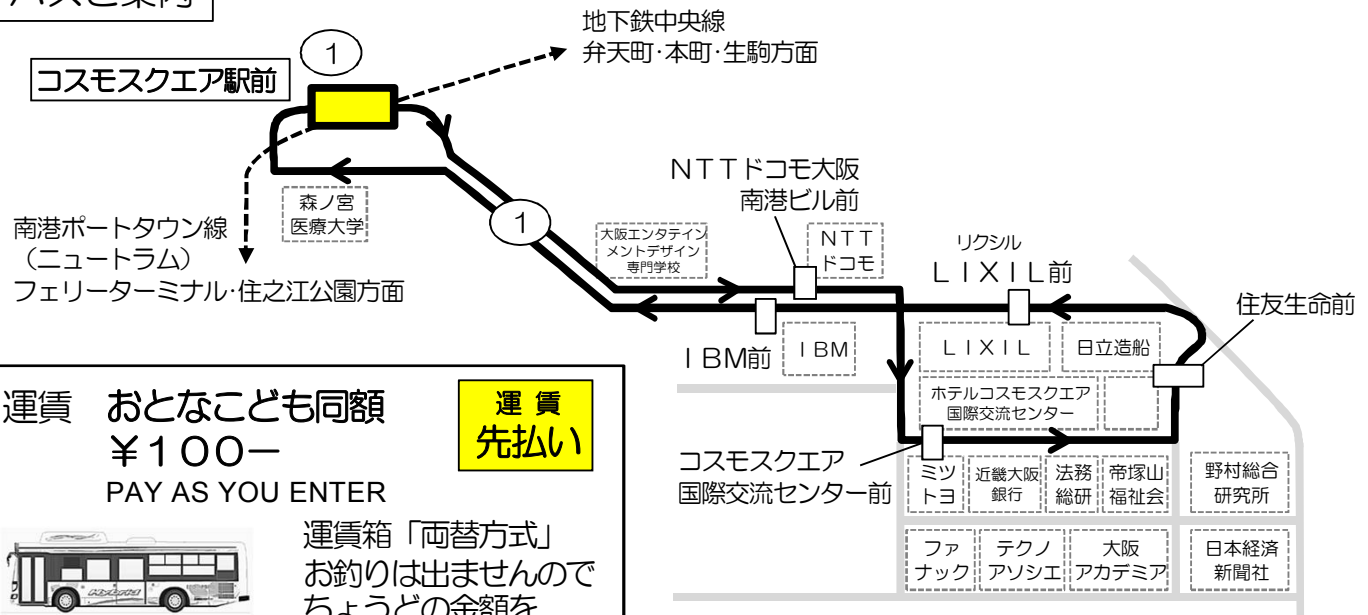 バスご案内
コスモスクエア駅前
1
地下鉄中央線
弁天町･本町･生駒方面
南港ポートタウン線
（ニュートラム）
フェリーターミナル･住之江公園方面
森ノ宮
医療大学
1
大阪エンタテイン
メントデザイン
専門学校
ＮＴＴドコモ大阪
南港ビル前
ＮＴＴ
ドコモ
リクシル
ＬＩＸＩＬ前
住友生命前
ＩＢＭ前
ＩＢＭ
ＬＩＸＩＬ
日立造船
ホテルコスモスクエア
国際交流センター
コスモスクエア
国際交流センター前
ミツ
トヨ
近畿大阪
銀行
法務
総研
帝塚山
福祉会
野村総合
研究所
ファ
ナック
テクノ
アソシエ
大阪
アカデミア
日本経済
新聞社
運賃 おとなこども同額
￥１００－
PAY AS YOU ENTER
運 賃
先払い
運賃箱「両替方式」
お釣りは出ませんので
ちょうどの金額を
Hybrid